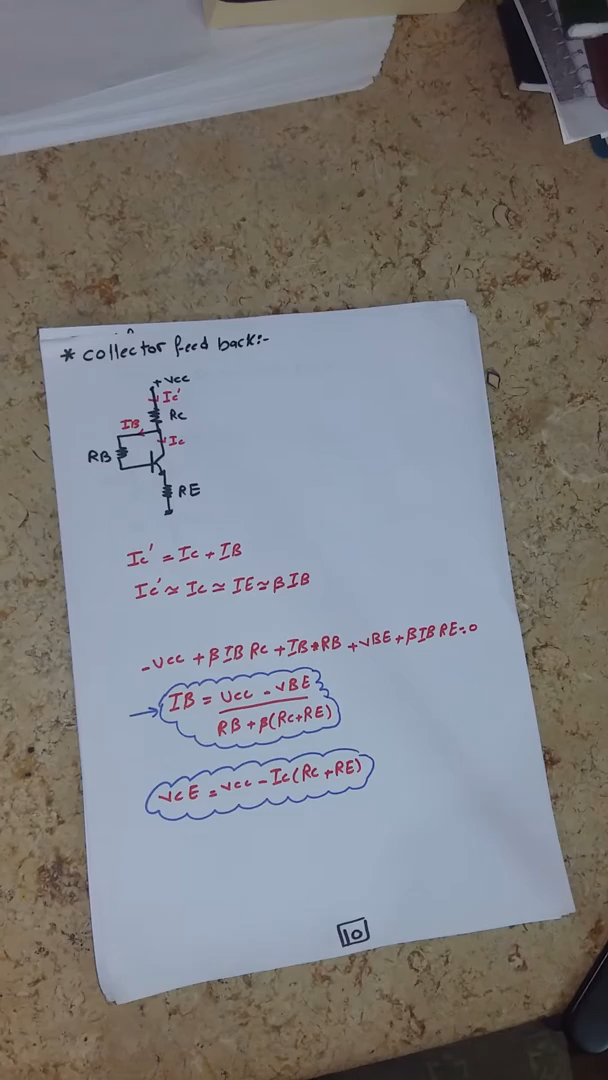 * collector feed back:-
+Vcc
Ic'
Rc
IB
Ic
RB
RE
Ic' = Ic + IB
Ic' ≃ Ic ≃ IE ≃ βIB
-Vcc + βIB Rc + IB*RB + VBE + βIB RE = 0
IB = Vcc - VBE
RB + β(Rc+RE)
VCE = Vcc - Ic(Rc + RE)
10